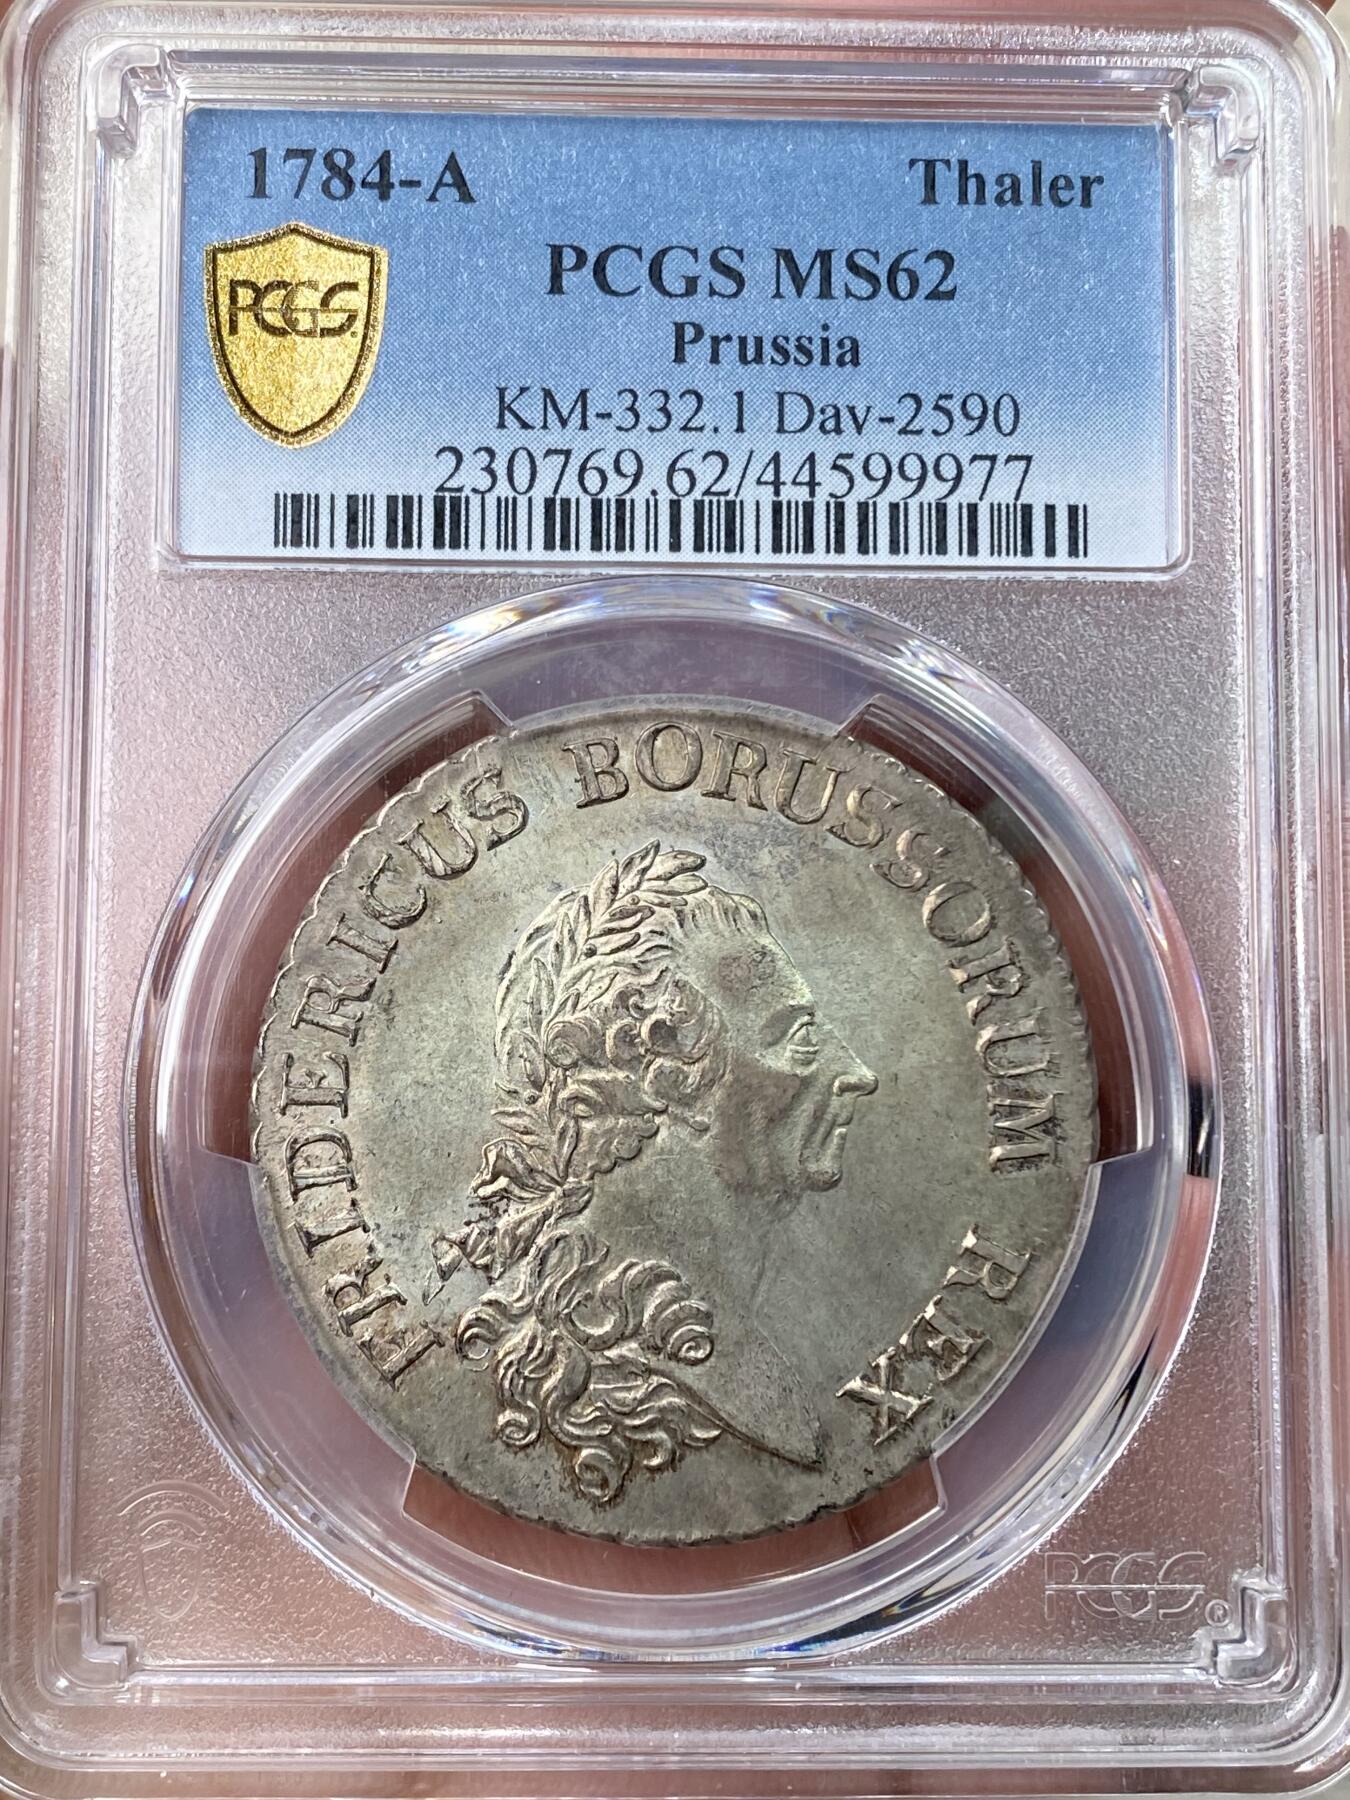 1784-A Thaler
PCGS
PCGS MS62
Prussia
KM-332.1 Dav-2590
230769.62/44599977
FRIDERICUS BORUSSORUM REX
PCGS®